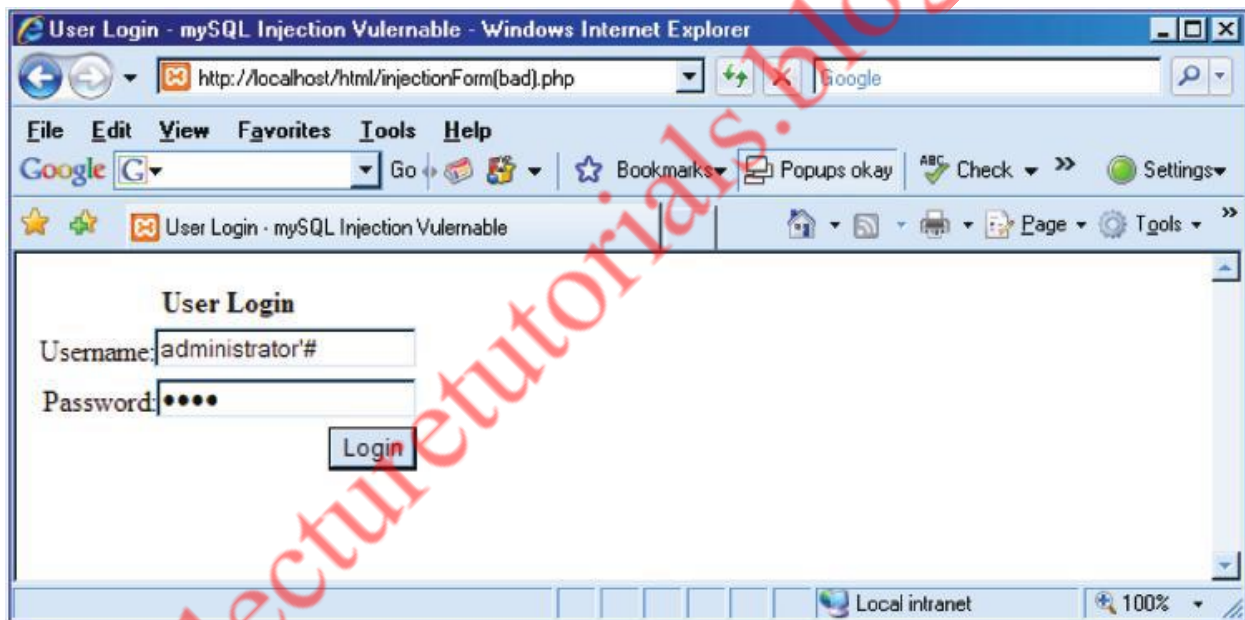 User Login - mySQL Injection Vulernable - Windows Internet Explorer
http://localhost/html/injectionForm(bad).php
Google
File Edit View Favorites Tools Help
Google G Go Bookmarks Popups okay ABC Check >> Settings
User Login - mySQL Injection Vulernable Page Tools >>
User Login
Username: administrator'#
Password: ••••
Login
Local intranet 100%
lecturetutorials.blog